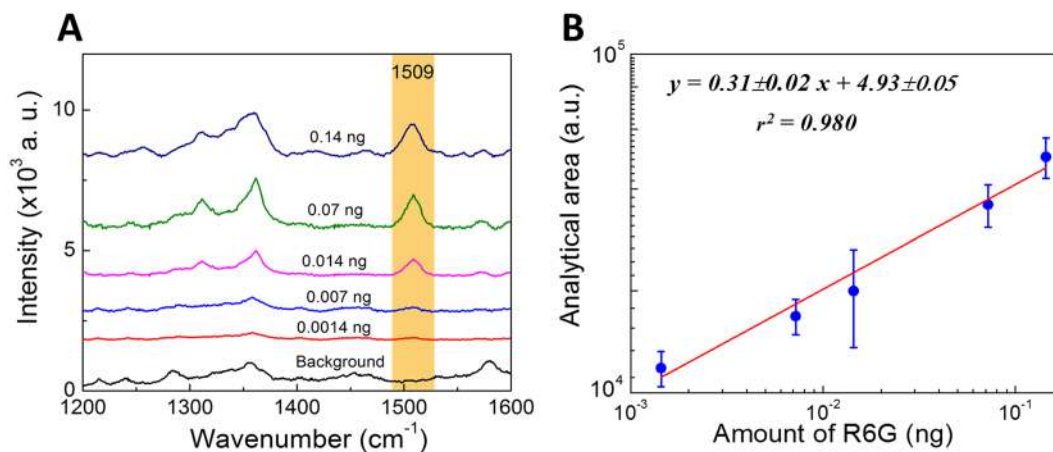 A
1509
10
5
0
0.14 ng
0.07 ng
0.014 ng
0.007 ng
0.0014 ng
Background
1200 1300 1400 1500 1600
Wavenumber (cm⁻¹)
Intensity (x10³ a. u.)
B
y = 0.31±0.02 x + 4.93±0.05
r² = 0.980
10⁵
10⁴
10⁻³ 10⁻² 10⁻¹
Amount of R6G (ng)
Analytical area (a.u.)